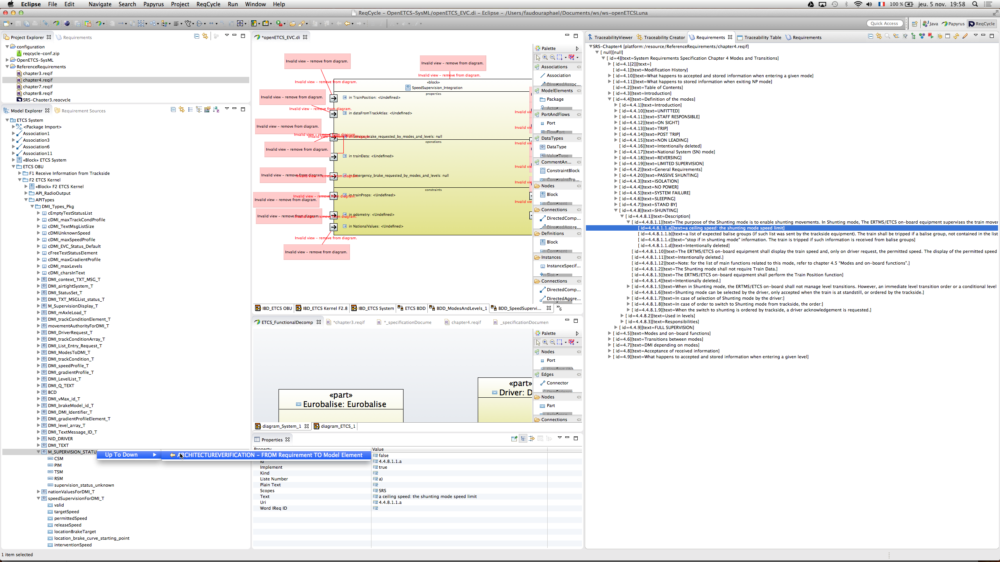 Eclipse File Edit Navigate Search Papyrus Project ReqCycle Run Window Help 100 % jeu. 5 nov. 19:58
ReqCycle – OpenETCS-SysML/openETCS_EVC.di – Eclipse – /Users/faudouraphael/Documents/ws/ws-openETCSLuna
Quick Access Java Papyrus ReqCycle
Project Explorer Requirements
configuration
reqcycle-conf.zip
OpenETCS-SysML
ReferenceRequirements
chapter3.reqif
chapter4.reqif
chapter7.reqif
chapter8.reqif
SRS-Chapter3.reqcycle
Model Explorer Requirement Sources
ETCS System
<Package Import>
Association1
Association3
Association6
Association11
«Block» ETCS System
ETCS OBU
F1 Receive Information from Trackside
F2 ETCS Kernel
«Block» F2 ETCS Kernel
API_RadioOutput
APITypes
DMI_Types_Pkg
cEmptyTestStatusList
cDMI_maxTrackCondProfile
cDMI_TextMsgListSize
cDMIUnknownSpeed
cDMI_maxSpeedProfile
cDMI_EVC_Status_Default
cFreeTestStatusElement
cDMI_maxGradientProfile
cDMI_maxLevels
cDMI_charsInText
DMI_context_TXT_MSG_T
DMI_airtightSystem_T
DMI_StatusSet_T
DMI_TXT_MSGList_status_T
M_SupervisionDisplay_T
DMI_mAxleLoad_T
DMI_trackConditionElement_T
movementAuthorityForDMI_T
DMI_DriverRequest_T
DMI_trackConditionArray_T
DMI_List_Entry_Request_T
DMI_ModesToDMI_T
DMI_trackCondition_T
DMI_speedProfile_T
DMI_gradientProfile_T
DMI_LevelList_T
DMI_Q_TEXT
BCD
DMI_vMax_id_T
DMI_brakeModel_id_T
DMI_DMI_Identifier_T
DMI_gradientProfileElement_T
DMI_level_array_T
DMI_TextMessage_ID_T
NID_DRIVER
DMI_TEXT
M_SUPERVISION_STATU
CSM
PIM
TSM
RSM
supervision_status_unknown
nationValuesForDMI_T
speedSupervisionForDMI_T
valid
targetSpeed
permittedSpeed
releaseSpeed
locationBrakeTarget
location_brake_curve_starting_point
interventionSpeed
1 item selected
Up To Down
ARCHITECTUREVERIFICATION – FROM Requirement TO Model Element
*openETCS_EVC.di
Invalid view – remove from diagram.
Invalid view – remove from diagram.
Invalid view – remove from diagram.
Invalid view – remove from diagram.
«block»
SpeedSupervision_Integration
properties
Invalid view – remove from diagram.
in TrainPosition: <Undefined>
Invalid view – remove from diagram.
in dataFromTrackAtlas: <Undefined>
Invalid vie
Invalid view – remove from diagram.
Invalid vie
Invalid view – remove from diagram.
in Service_brake_requested_by_modes_and_levels: null
operations
Invalid vie
Invalid view – remove from diagram.
in trainData: <Undefined>
Invalid vie
Invalid view – remove from diagram.
in Emergency_brake_requested_by_modes_and_levels: null
Invalid vie
constraints
Invalid view – remove from diagram.
in trainProps: <Undefined>
Invalid view – remove from diagram.
Invalid vie
in odometry: <Undefined>
Invalid view – remove from diagram.
Invalid view – remove from diagram.
in NationalValues: <Undefined>
Invalid view – remove from diagram.
Invalid view – remove from diagram.
Palette
Associations
Association
DirectedAssoc...
ModelElements
Package
Actor
PortAndFlows
Port
FlowPort
DataTypes
DataType
ValueType
CommentAn...
ConstraintBlock
ConstraintPro...
Nodes
Block
Comment
Connections
DirectedComp...
DirectedAggre...
Definitions
Block
Comment
Instances
InstanceSpecif...
Slot
Connections
DirectedComp...
DirectedAggre...
IBD_ETCS OBU IBD_ETCS Kernel F2.8 IBD_ETCS System ETCS BDD BDD_ModesAndLevels_1 BDD_SpeedSupervi... »6
ETCS_FunctionalDecomp *chapter3.reqif *_specificationDocume chapter4.reqif _specificationDocumen
«part»
Eurobalise: Eurobalise
«part»
Driver: D
Palette
Nodes
Port
FlowPort (IN)
Edges
Connector
Dependency
Nodes
Part
Reference
Connections
diagram_System_1 diagram_ETCS_1
Properties
Property Value
false
Id 4.4.8.1.1.a
Implement true
Kind
Liste Number a)
Plain Text
Scopes SRS
Text a ceiling speed: the shunting mode speed limit
Uri 4.4.8.1.1.a
Word IReq ID
TraceabilityViewer Traceability Creator Requirements Traceability Table Requirements
SRS-Chapter4 [platform:/resource/ReferenceRequirements/chapter4.reqif]
[ null][null]
[ id=4][text=System Requirements Specification Chapter 4 Modes and Transitions]
[ id=4.1[2]][text=]
[ id=4.1][text=Modification History]
[ id=4.10][text=What happens to accepted and stored information when entering a given mode]
[ id=4.11][text=What happens to stored information when exiting NP mode]
[ id=4.2][text=Table of Contents]
[ id=4.3][text=Introduction]
[ id=4.4][text=Definition of the modes]
[ id=4.4.1][text=Introduction]
[ id=4.4.10][text=UNFITTED]
[ id=4.4.11][text=STAFF RESPONSIBLE]
[ id=4.4.12][text=ON SIGHT]
[ id=4.4.13][text=TRIP]
[ id=4.4.14][text=POST TRIP]
[ id=4.4.15][text=NON LEADING]
[ id=4.4.16][text=Intentionally deleted]
[ id=4.4.17][text=National System (SN) mode]
[ id=4.4.18][text=REVERSING]
[ id=4.4.19][text=LIMITED SUPERVISION]
[ id=4.4.2][text=General Requirements]
[ id=4.4.20][text=PASSIVE SHUNTING]
[ id=4.4.3][text=ISOLATION]
[ id=4.4.4][text=NO POWER]
[ id=4.4.5][text=SYSTEM FAILURE]
[ id=4.4.6][text=SLEEPING]
[ id=4.4.7][text=STAND BY]
[ id=4.4.8][text=SHUNTING]
[ id=4.4.8.1][text=Description]
[ id=4.4.8.1.1][text=The purpose of the Shunting mode is to enable shunting movements. In Shunting mode, The ERTMS/ETCS on-board equipment supervises the train mover
[ id=4.4.8.1.1.a][text=a ceiling speed: the shunting mode speed limit]
[ id=4.4.8.1.1.b][text=a list of expected balise groups (if such list was sent by the trackside equipment). The train shall be tripped if a balise group, not contained in the list
[ id=4.4.8.1.1.c][text=“stop if in shunting mode” information. The train is tripped if such information is received from balise groups]
[ id=4.4.8.1.1.d][text=Intentionally deleted]
[ id=4.4.8.1.10][text=The ERTMS/ETCS on-board equipment shall display the train speed and, only on driver request, the permitted speed. The display of the permitted speed
[ id=4.4.8.1.11][text=Intentionally deleted.]
[ id=4.4.8.1.12][text=Note: for the list of main functions related to this mode, refer to chapter 4.5 “Modes and on-board functions”.]
[ id=4.4.8.1.2][text=The Shunting mode shall not require Train Data.]
[ id=4.4.8.1.3][text=The ERTMS/ETCS on-board equipment shall perform the Train Position function]
[ id=4.4.8.1.4][text=Intentionally deleted.]
[ id=4.4.8.1.5][text=When in Shunting mode, the ERTMS/ETCS on-board shall not manage level transitions. However, an immediate level transition order or a conditional level
[ id=4.4.8.1.6][text=Shunting mode can be selected by the driver, only accepted when the train is at standstill, or ordered by the trackside.]
[ id=4.4.8.1.7][text=In case of selection of Shunting mode by the driver:]
[ id=4.4.8.1.8][text=In case of order to switch to Shunting mode from trackside, the order:]
[ id=4.4.8.1.9][text=When the switch to shunting is ordered by trackside, a driver acknowledgement is requested.]
[ id=4.4.8.2][text=Used in levels]
[ id=4.4.8.3][text=Responsibilities]
[ id=4.4.9][text=FULL SUPERVISION]
[ id=4.5][text=Modes and on-board functions]
[ id=4.6][text=Transitions between modes]
[ id=4.7][text=DMI depending on modes]
[ id=4.8][text=Acceptance of received information]
[ id=4.9][text=What happens to accepted and stored information when entering a given level]